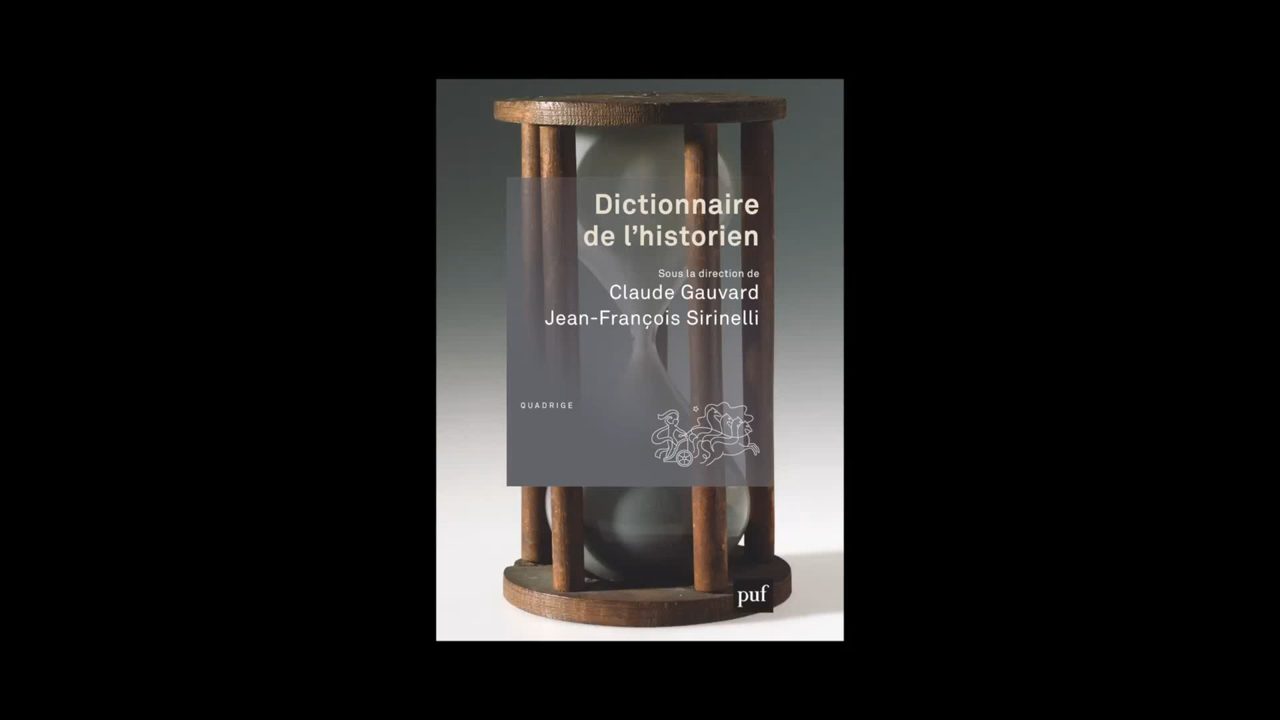 Dictionnaire
de l'historien
Sous la direction de
Claude Gauvard
Jean-François Sirinelli
QUADRIGE
puf